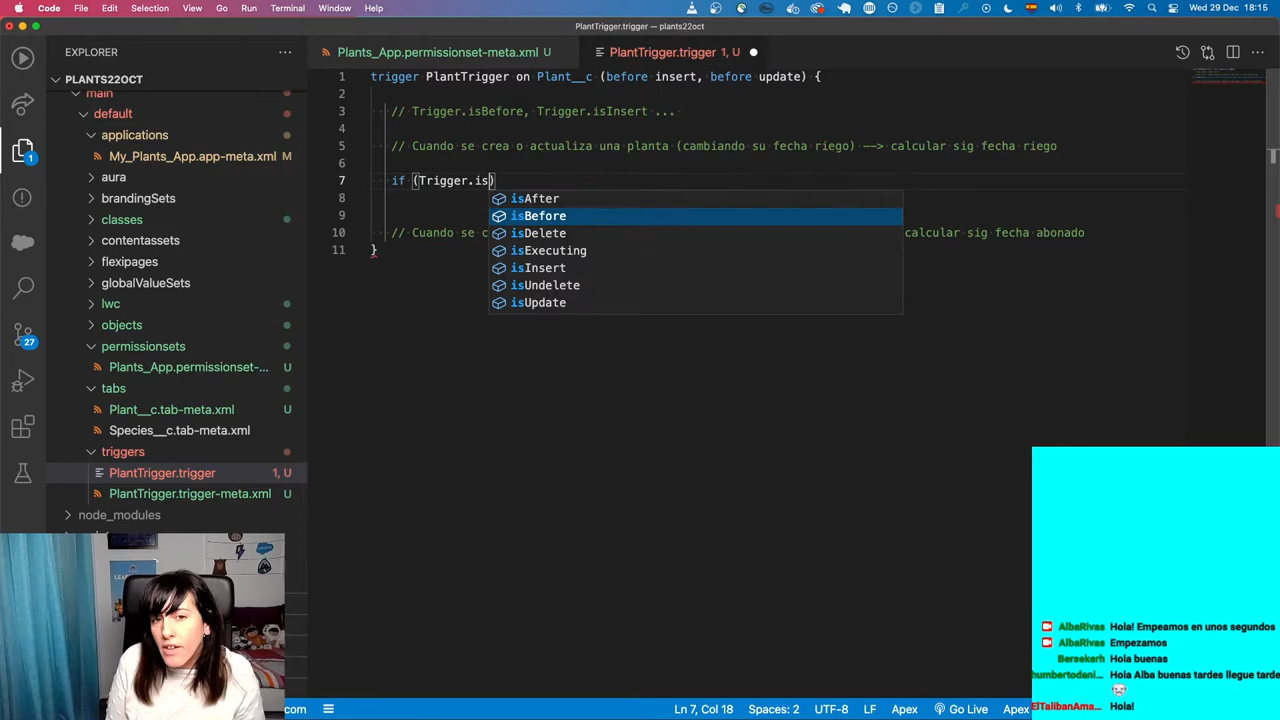 Code File Edit Selection View Go Run Terminal Window Help
Wed 29 Dec 18:15
PlantTrigger.trigger — plants22oct
EXPLORER
PLANTS22OCT
main
default
applications
My_Plants_App.app-meta.xml M
aura
brandingSets
classes
contentassets
flexipages
globalValueSets
lwc
objects
permissionsets
Plants_App.permissionset-... U
tabs
Plant__c.tab-meta.xml U
Species__c.tab-meta.xml
triggers
PlantTrigger.trigger 1, U
PlantTrigger.trigger-meta.xml U
node_modules
1
27
Plants_App.permissionset-meta.xml U
PlantTrigger.trigger 1, U
1 trigger PlantTrigger on Plant__c (before insert, before update) {
2
3 // Trigger.isBefore, Trigger.isInsert ...
4
5 // Cuando se crea o actualiza una planta (cambiando su fecha riego) --> calcular sig fecha riego
6
7 if (Trigger.is)
8
9
10 // Cuando se c calcular sig fecha abonado
11 }
isAfter
isBefore
isDelete
isExecuting
isInsert
isUndelete
isUpdate
AlbaRivas Hola! Empeamos en unos segundos
AlbaRivas Empezamos
Bersekerh Hola buenas
humbertodani... Hola Alba buenas tardes llegue tarde
ElTalibanAma... Hola!
com
Ln 7, Col 18 Spaces: 2 UTF-8 LF Apex Go Live Apex